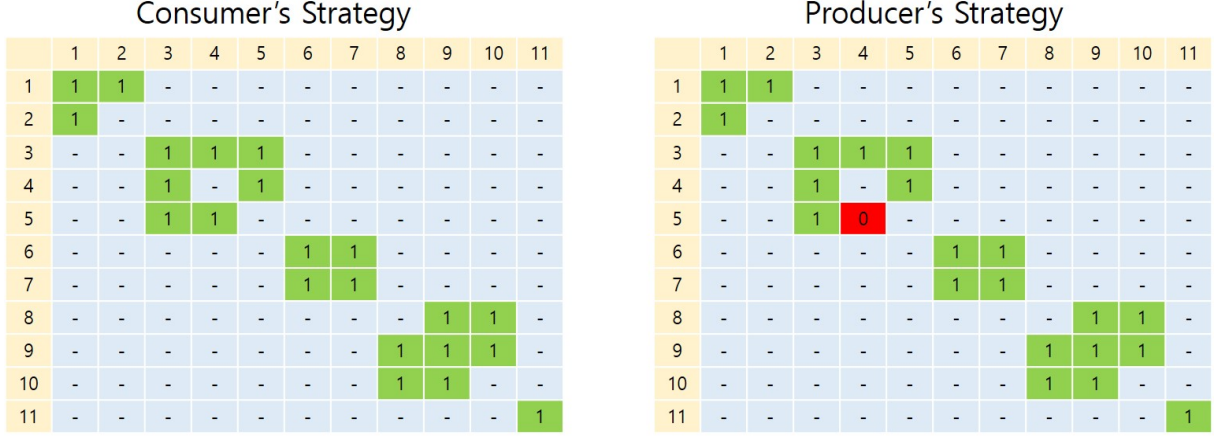 Consumer's Strategy Producer's Strategy
1 2 3 4 5 6 7 8 9 10 11 1 2 3 4 5 6 7 8 9 10 11
1 1 1 - - - - - - - - - 1 1 1 - - - - - - - - -
2 1 - - - - - - - - - - 2 1 - - - - - - - - - -
3 - - 1 1 1 - - - - - - 3 - - 1 1 1 - - - - - -
4 - - 1 - 1 - - - - - - 4 - - 1 - 1 - - - - - -
5 - - 1 1 - - - - - - - 5 - - 1 0 - - - - - - -
6 - - - - - 1 1 - - - - 6 - - - - - 1 1 - - - -
7 - - - - - 1 1 - - - - 7 - - - - - 1 1 - - - -
8 - - - - - - - - 1 1 - 8 - - - - - - - - 1 1 -
9 - - - - - - - 1 1 1 - 9 - - - - - - - 1 1 1 -
10 - - - - - - - 1 1 - - 10 - - - - - - - 1 1 - -
11 - - - - - - - - - - 1 11 - - - - - - - - - - 1